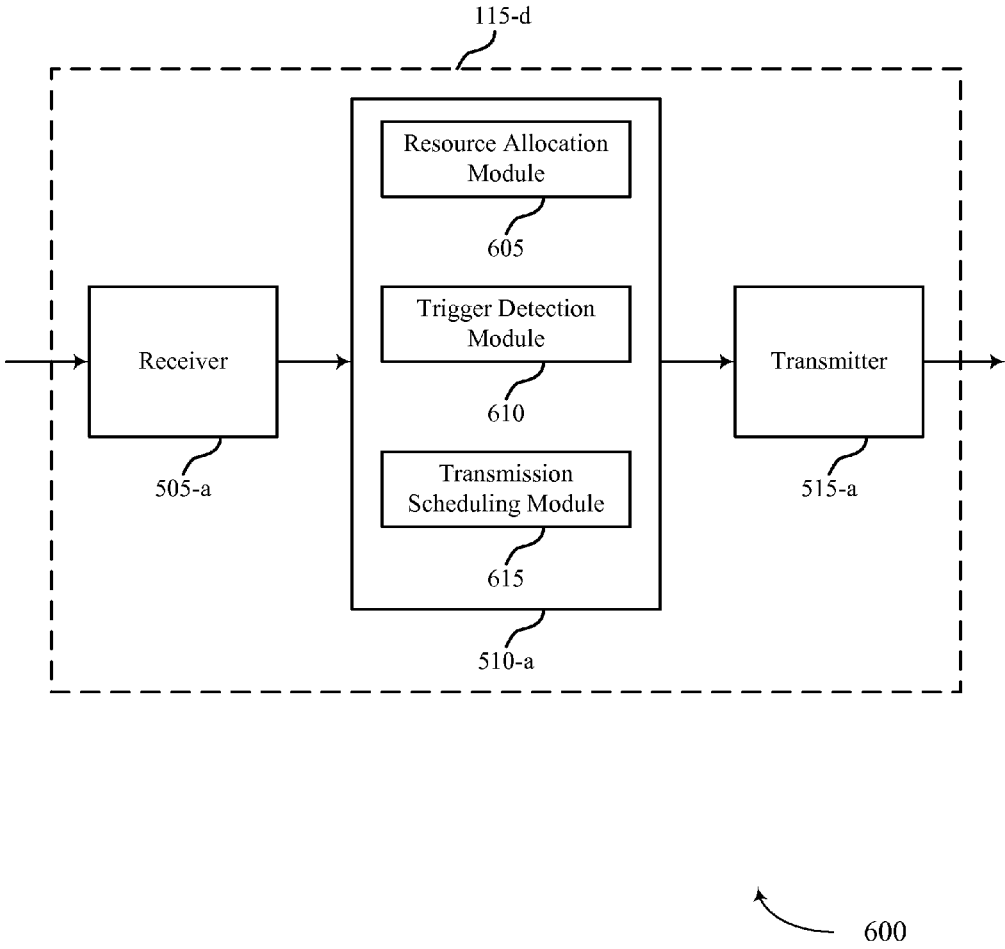 115-d
Resource Allocation
Module
605
Trigger Detection
Module
610
Transmission
Scheduling Module
615
510-a
Receiver
505-a
Transmitter
515-a
600